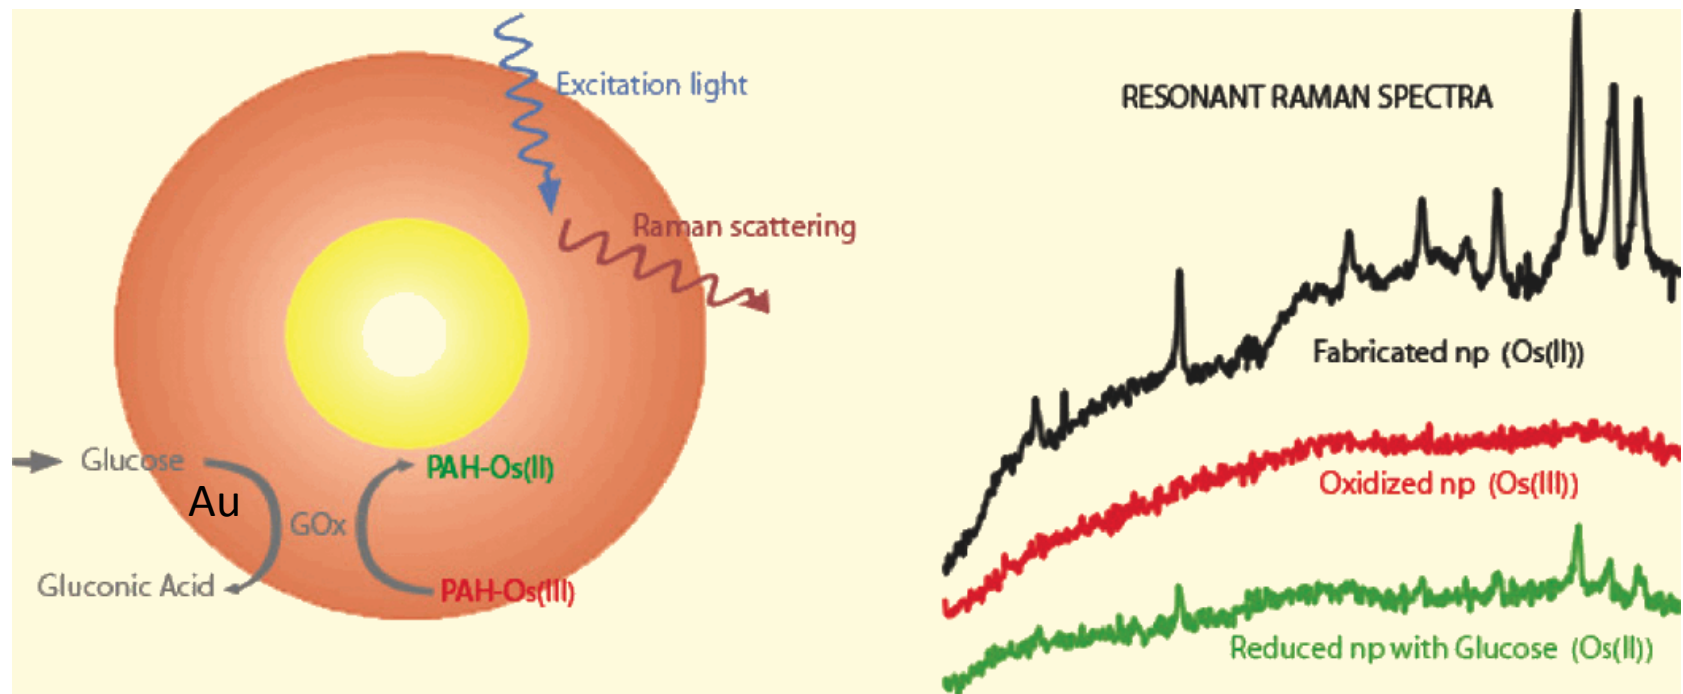 Excitation light
Raman scattering
Glucose
PAH-Os(II)
Au
GOx
Gluconic Acid
PAH-Os(III)
RESONANT RAMAN SPECTRA
Fabricated np (Os(II))
Oxidized np (Os(III))
Reduced np with Glucose (Os(II))